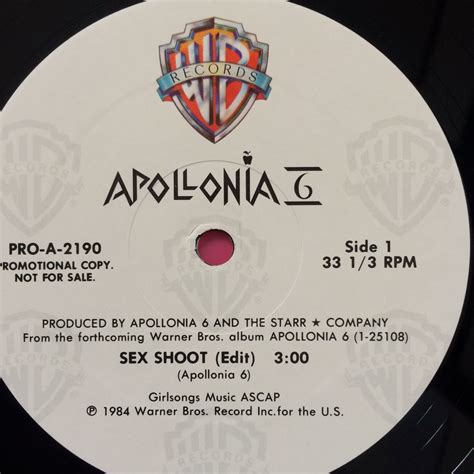 WB
RECORDS
APOLLONIA 6
PRO-A-2190
Side 1
PROMOTIONAL COPY.
33 1/3 RPM
NOT FOR SALE.
PRODUCED BY APOLLONIA 6 AND THE STARR ★ COMPANY
From the forthcoming Warner Bros. album APOLLONIA 6 (1-25108)
SEX SHOOT (Edit) 3:00
(Apollonia 6)
Girlsongs Music ASCAP
℗ 1984 Warner Bros. Record Inc.for the U.S.